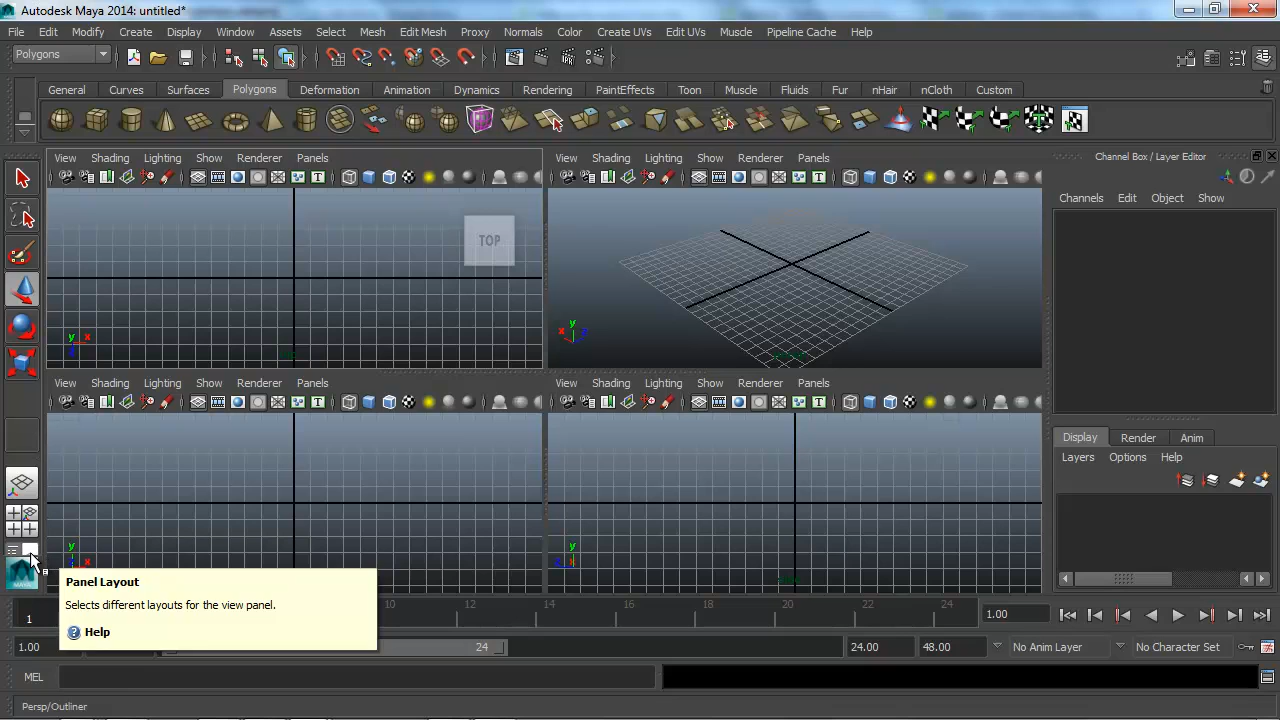 Autodesk Maya 2014: untitled*
File Edit Modify Create Display Window Assets Select Mesh Edit Mesh Proxy Normals Color Create UVs Edit UVs Muscle Pipeline Cache Help
Polygons
General Curves Surfaces Polygons Deformation Animation Dynamics Rendering PaintEffects Toon Muscle Fluids Fur nHair nCloth Custom
View Shading Lighting Show Renderer Panels
View Shading Lighting Show Renderer Panels
Channel Box / Layer Editor
Channels Edit Object Show
TOP
y x
y x
View Shading Lighting Show Renderer Panels
View Shading Lighting Show Renderer Panels
Display Render Anim
Layers Options Help
y x
y
MAYA
Panel Layout
Selects different layouts for the view panel.
Help
1 10 12 14 16 18 20 22 24 1.00
1.00 24 24.00 48.00 No Anim Layer No Character Set
MEL
Persp/Outliner